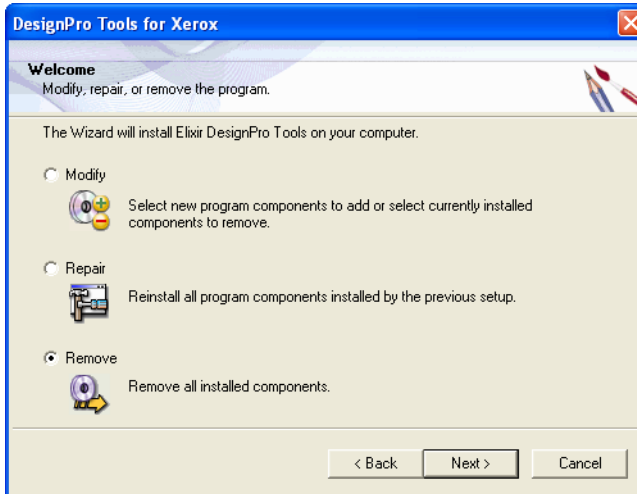 DesignPro Tools for Xerox
Welcome
Modify, repair, or remove the program.
The Wizard will install Elixir DesignPro Tools on your computer.
Modify
Select new program components to add or select currently installed
components to remove.
Repair
Reinstall all program components installed by the previous setup.
Remove
Remove all installed components.
< Back
Next >
Cancel